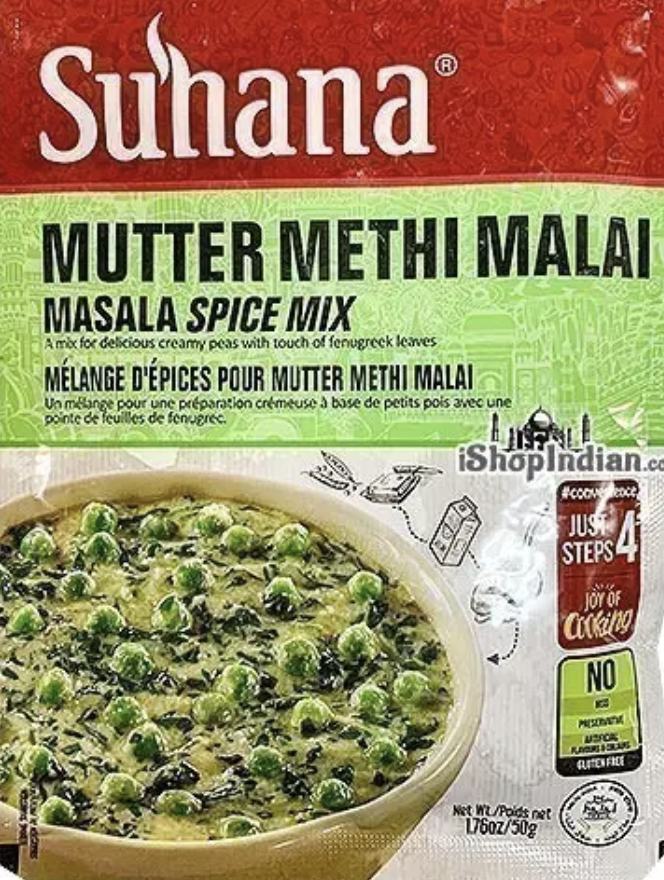 Suhana®
MUTTER METHI MALAI
MASALA SPICE MIX
A mix for delicious creamy peas with touch of fenugreek leaves
MÉLANGE D'ÉPICES POUR MUTTER METHI MALAI
Un mélange pour une préparation crémeuse à base de petits pois avec une
pointe de feuilles de fenugrec.
iShopIndian.co
#convenience
JUST 4*
STEPS
JOY OF
Cooking
NO
MSG
PRESERVATIVE
ARTIFICIAL
FLAVOURS & COLOURS
GLUTEN FREE
Net Wt./Poids net
1.76oz/50g